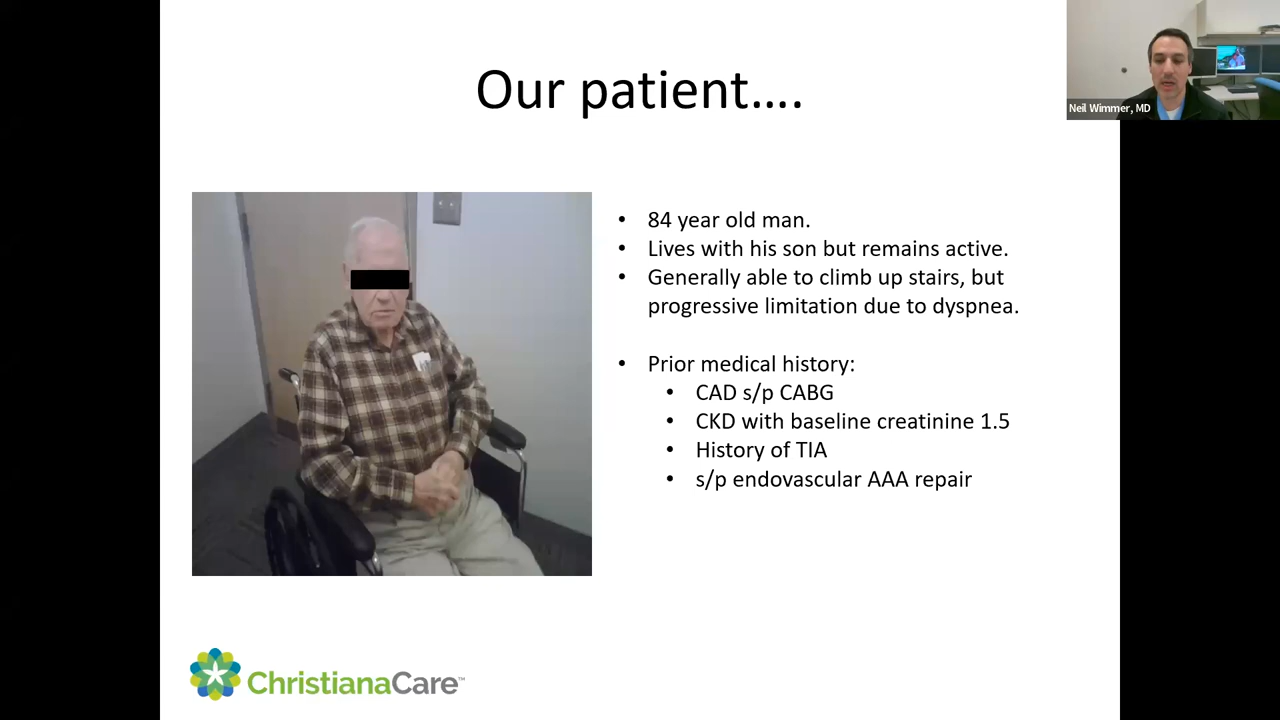 Our patient....
Neil Wimmer, MD
• 84 year old man.
• Lives with his son but remains active.
• Generally able to climb up stairs, but
progressive limitation due to dyspnea.
• Prior medical history:
• CAD s/p CABG
• CKD with baseline creatinine 1.5
• History of TIA
• s/p endovascular AAA repair
ChristianaCare™